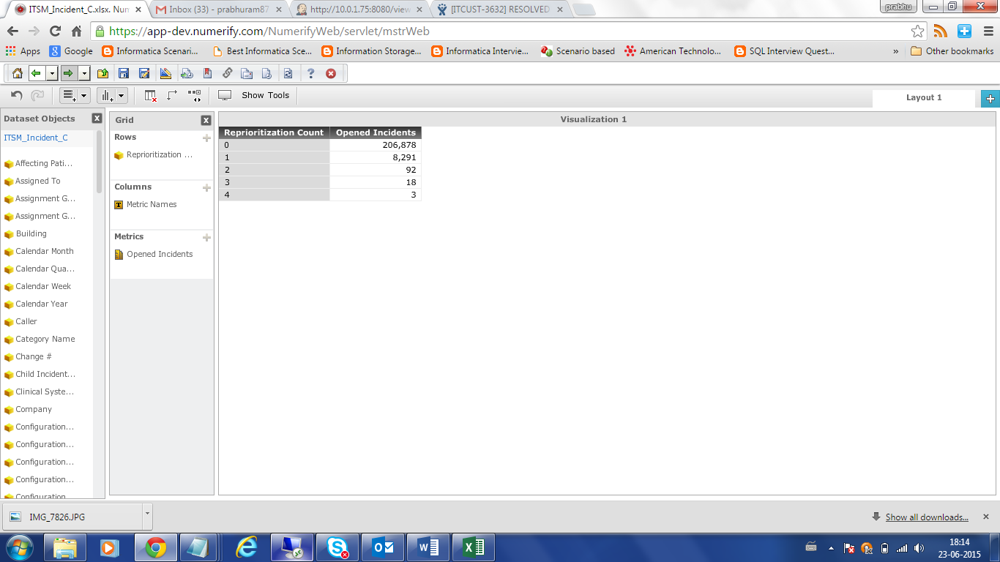 ITSM_Incident_C.xlsx. Num
Inbox (33) - prabhuram87
http://10.0.1.75:8080/view
[ITCUST-3632] RESOLVED
prabhu
https://app-dev.numerify.com/NumerifyWeb/servlet/mstrWeb
Apps
Google
Informatica Scenari...
Best Informatica Sce...
Information Storage...
Informatica Intervie...
Scenario based
American Technolo...
SQL Interview Quest...
»
Other bookmarks
Show Tools
Layout 1
Dataset Objects
ITSM_Incident_C
Affecting Pati...
Assigned To
Assignment G...
Assignment G...
Building
Calendar Month
Calendar Qua...
Calendar Week
Calendar Year
Caller
Category Name
Change #
Child Incident...
Clinical Syste...
Company
Configuration...
Configuration...
Configuration...
Configuration...
Configuration
Grid
Rows
Reprioritization ...
Columns
Metric Names
Metrics
Opened Incidents
Visualization 1
Reprioritization Count Opened Incidents
0 206,878
1 8,291
2 92
3 18
4 3
IMG_7826.JPG
Show all downloads...
18:14
23-06-2015